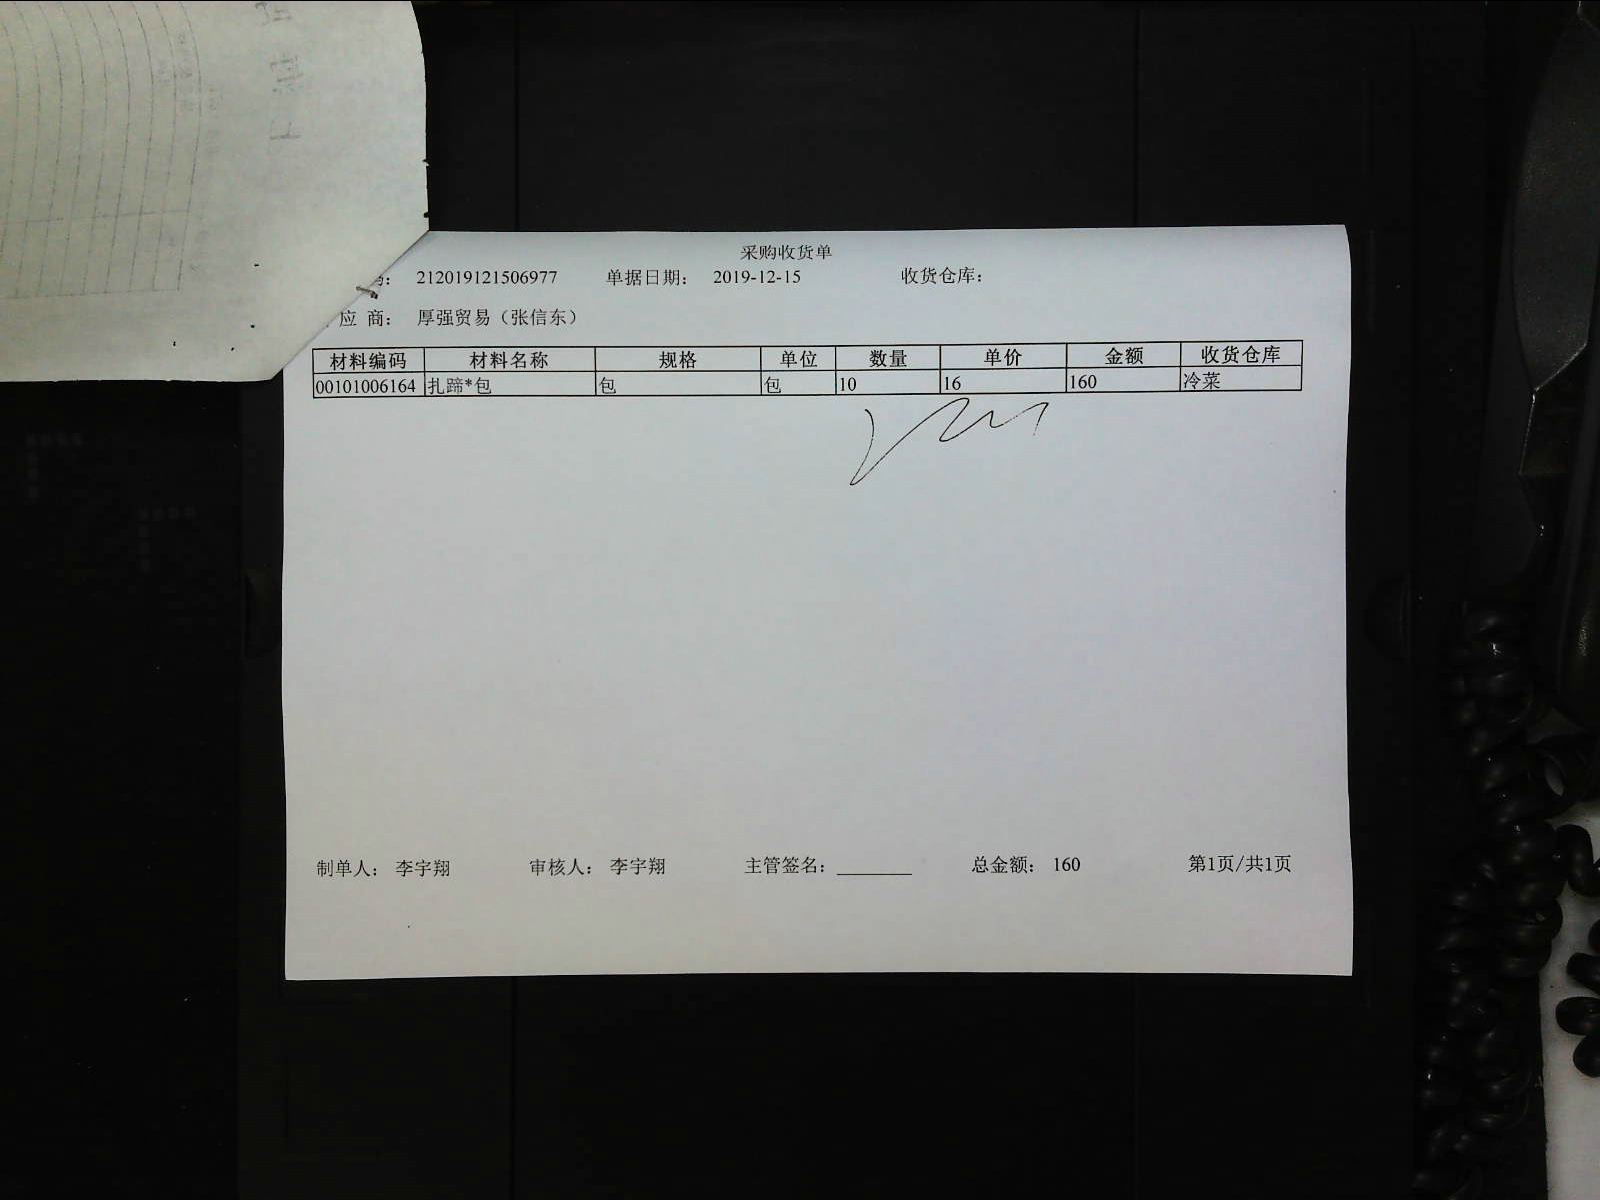 采购收货单
码: 212019121506977 单据日期: 2019-12-15 收货仓库:
应 商: 厚强贸易（张信东）
材料编码 材料名称 规格 单位 数量 单价 金额 收货仓库
00101006164 扎蹄*包 包 包 10 16 160 冷菜
制单人: 李宇翔 审核人: 李宇翔 主管签名: ________ 总金额: 160 第1页/共1页